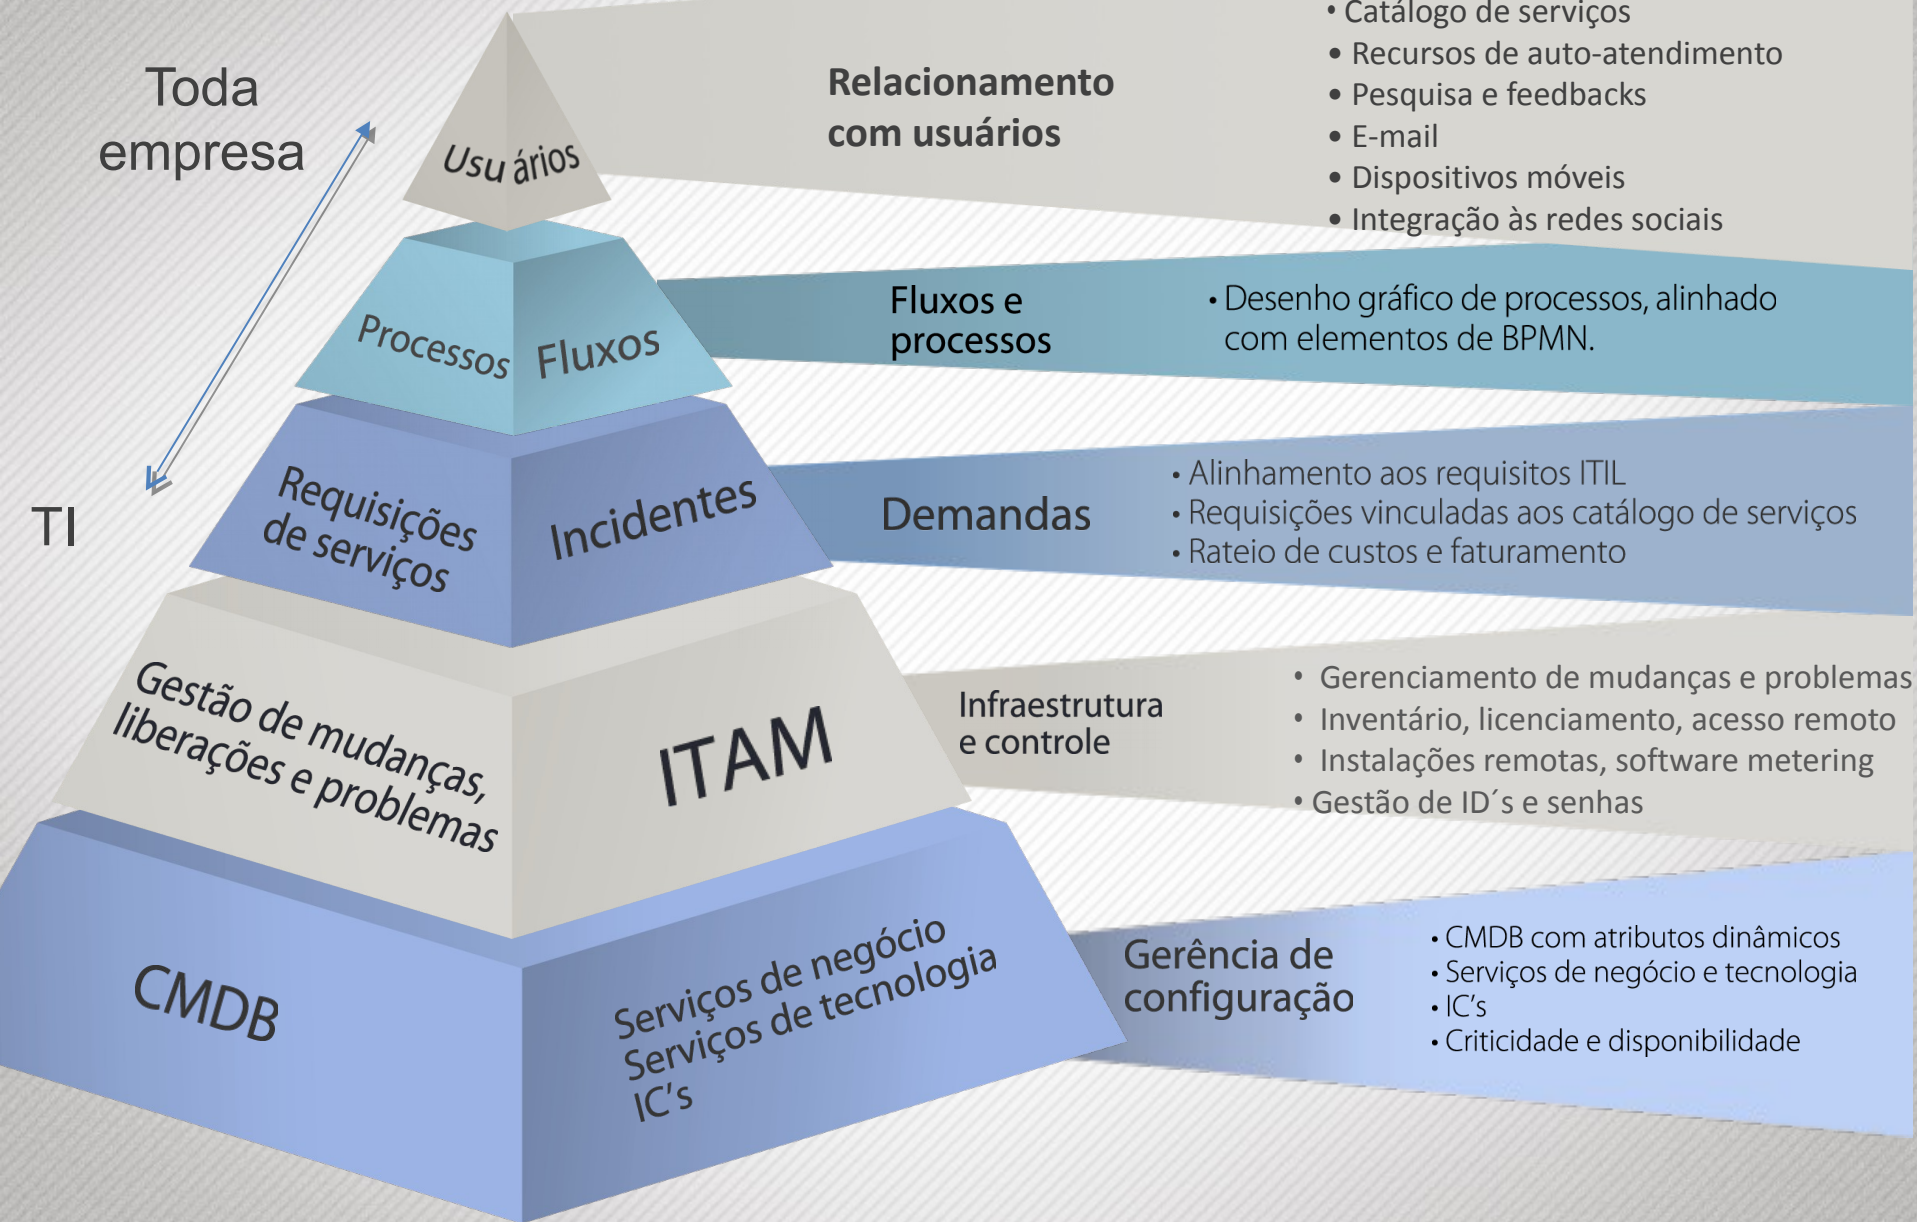 Toda
empresa
TI
Usuários
Processos
Fluxos
Requisições
de serviços
Incidentes
Gestão de mudanças,
liberações e problemas
ITAM
CMDB
Serviços de negócio
Serviços de tecnologia
IC's
Relacionamento
com usuários
• Catálogo de serviços
• Recursos de auto-atendimento
• Pesquisa e feedbacks
• E-mail
• Dispositivos móveis
• Integração às redes sociais
Fluxos e
processos
• Desenho gráfico de processos, alinhado
com elementos de BPMN.
Demandas
• Alinhamento aos requisitos ITIL
• Requisições vinculadas aos catálogo de serviços
• Rateio de custos e faturamento
Infraestrutura
e controle
• Gerenciamento de mudanças e problemas
• Inventário, licenciamento, acesso remoto
• Instalações remotas, software metering
• Gestão de ID´s e senhas
Gerência de
configuração
• CMDB com atributos dinâmicos
• Serviços de negócio e tecnologia
• IC's
• Criticidade e disponibilidade